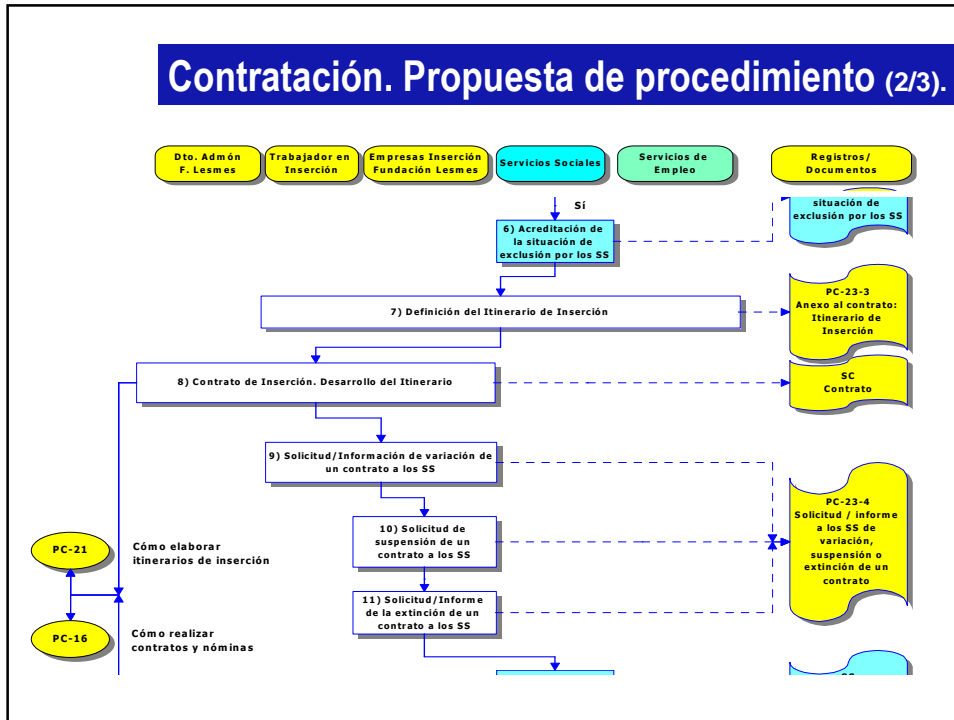 Contratación. Propuesta de procedimiento (2/3).
Dto. Admón
F. Lesmes
Trabajador en
Inserción
Empresas Inserción
Fundación Lesmes
Servicios Sociales
Servicios de
Empleo
Registros/
Documentos
Sí
situación de
exclusión por los SS
6) Acreditación de
la situación de
exclusión por los SS
7) Definición del Itinerario de Inserción
PC-23-3
Anexo al contrato:
Itinerario de
Inserción
8) Contrato de Inserción. Desarrollo del Itinerario
SC
Contrato
9) Solicitud/Información de variación de
un contrato a los SS
10) Solicitud de
suspensión de un
contrato a los SS
PC-23-4
Solicitud / informe
a los SS de
variación,
suspensión o
extinción de un
contrato
PC-21
Cómo elaborar
itinerarios de inserción
11) Solicitud/Informe
de la extinción de un
contrato a los SS
PC-16
Cómo realizar
contratos y nóminas